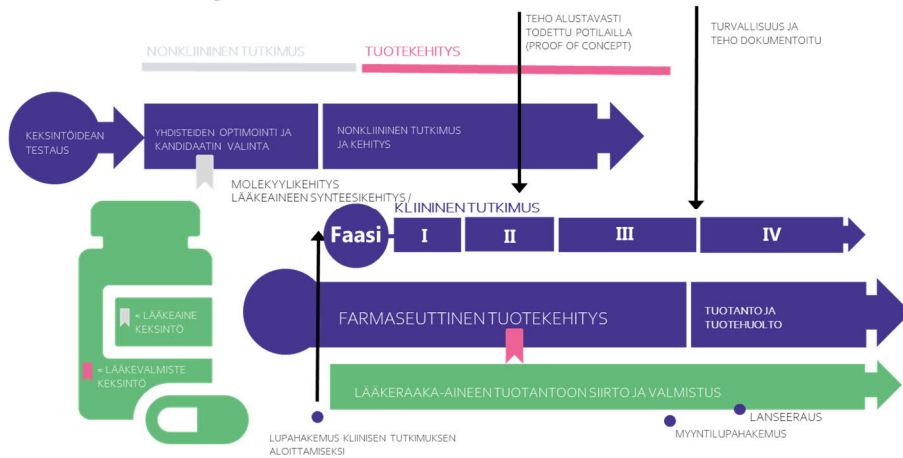 TEHO ALUSTAVASTI
TODETTU POTILAILLA
(PROOF OF CONCEPT)
TURVALLISUUS JA
TEHO DOKUMENTOITU
NONKLIININEN TUTKIMUS
TUOTEKEHITYS
KEKSINTÖIDEAN
TESTAUS
YHDISTEIDEN OPTIMOINTI JA
KANDIDAATIN VALINTA
NONKLIININEN TUTKIMUS
JA KEHITYS
MOLEKYYLIKEHITYS
LÄÄKEAINEEN SYNTEESIKEHITYS /
KLIININEN TUTKIMUS
Faasi
I
II
III
IV
= LÄÄKEAINE
KEKSINTÖ
= LÄÄKEVALMISTE
KEKSINTÖ
FARMASEUTTINEN TUOTEKEHITYS
TUOTANTO JA
TUOTEHUOLTO
LÄÄKERAAKA-AINEEN TUOTANTOON SIIRTO JA VALMISTUS
LANSEERAUS
MYYNTILUPAHAKEMUS
LUPAHAKEMUS KLIINISEN TUTKIMUKSEN
ALOITTAMISEKSI